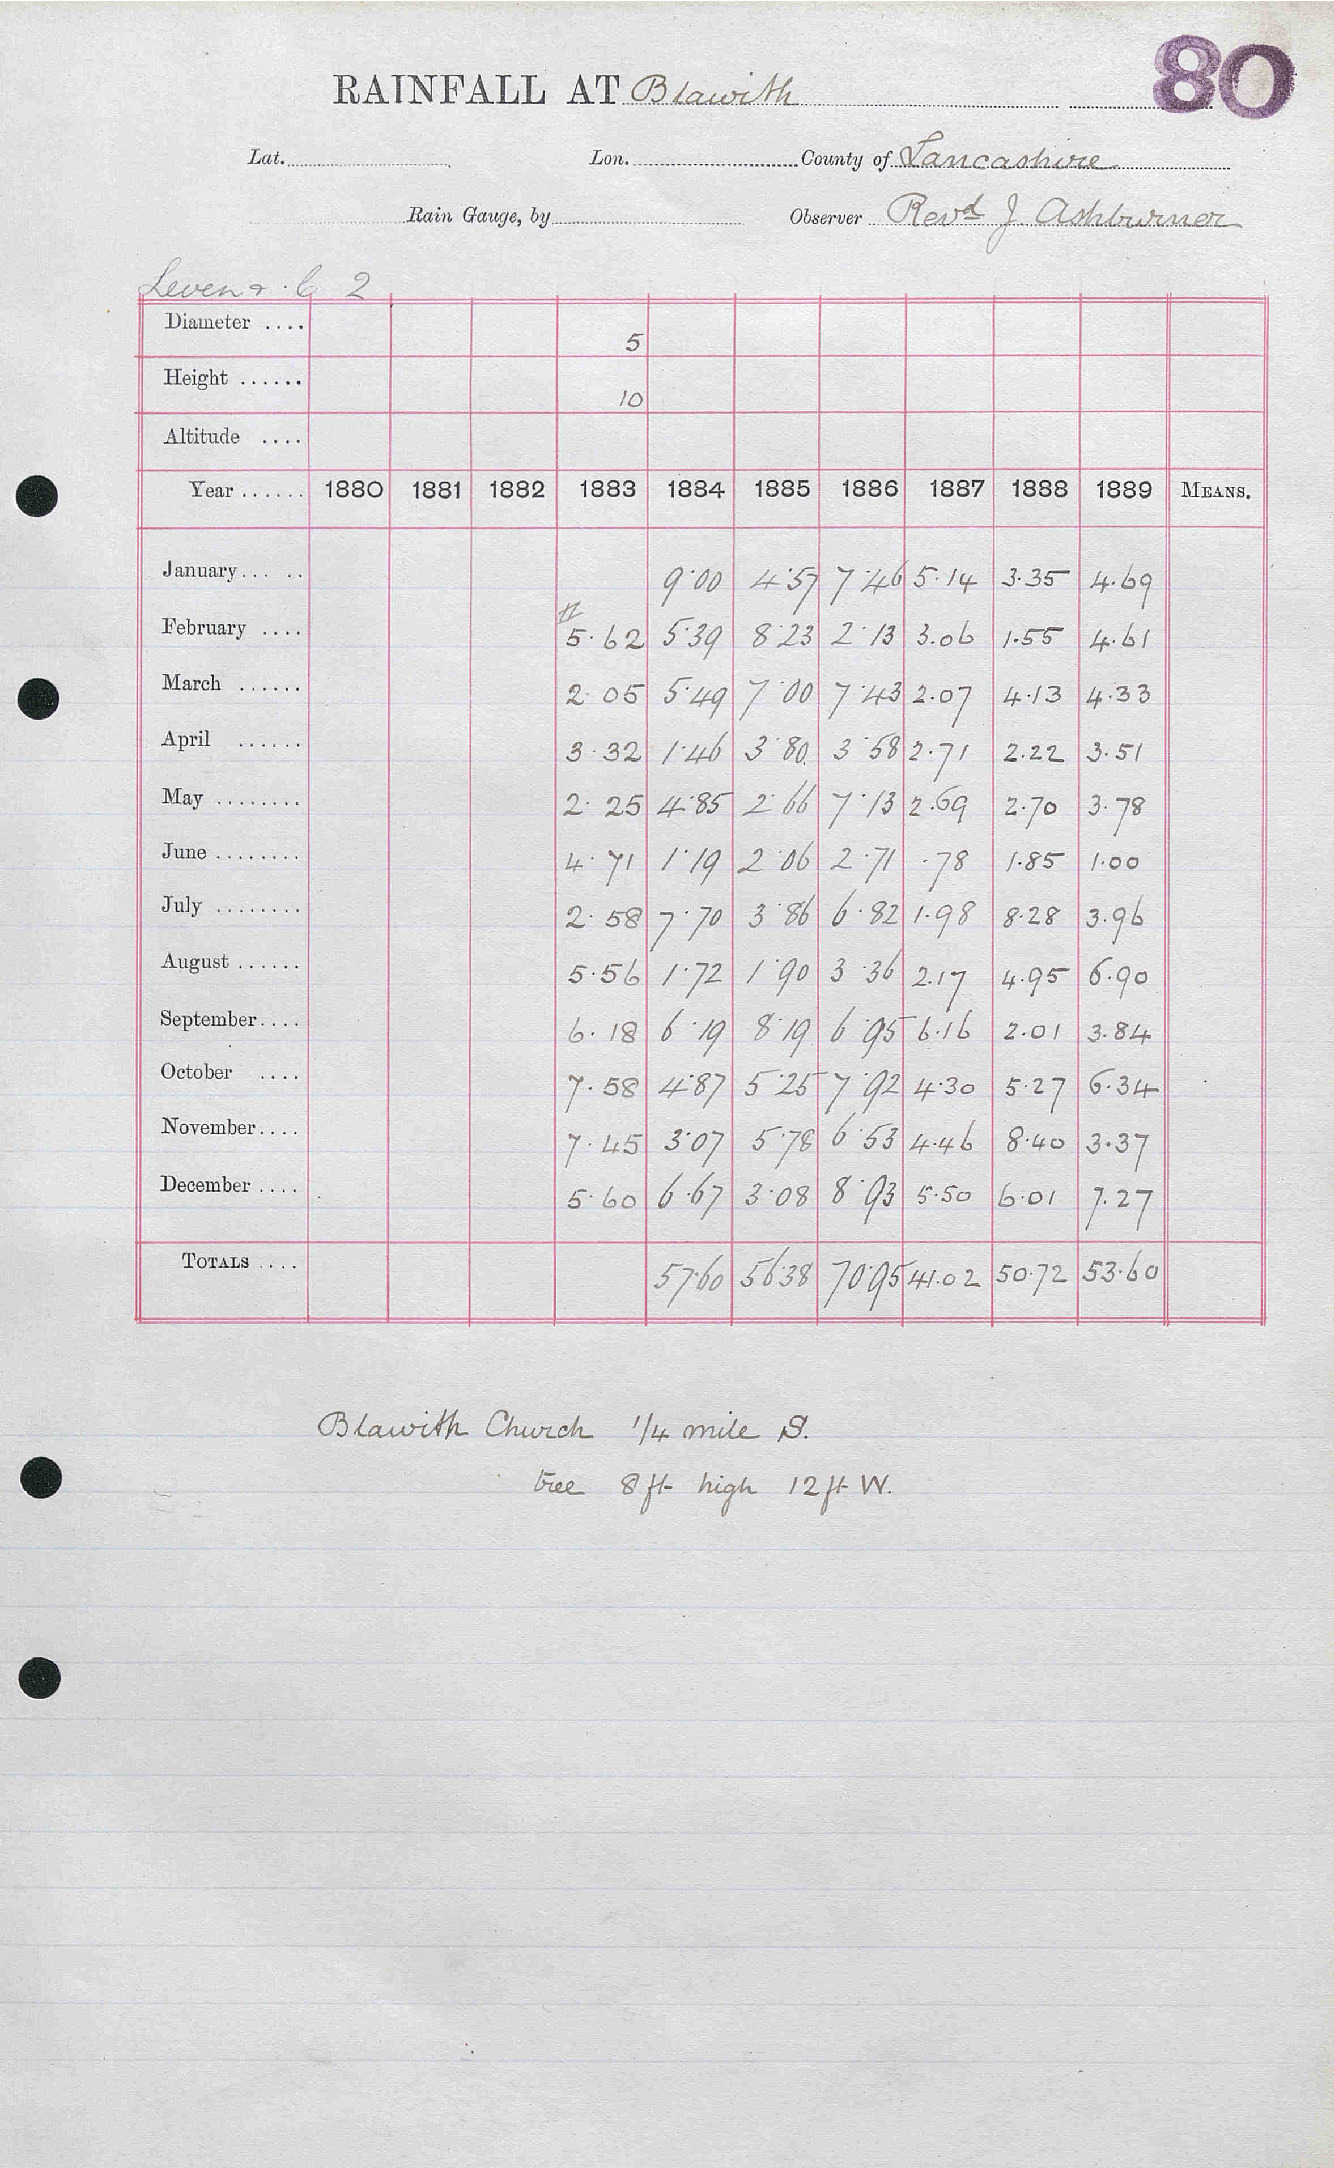 80
RAINFALL AT Blawith
Lat. Lon. County of Lancashire
Rain Gauge, by Observer Revd J Ashburner
Leven &. C 2
Diameter .... 5
Height ...... 10
Altitude ....
Year ...... 1880 1881 1882 1883 1884 1885 1886 1887 1888 1889 MEANS.
January... .. 9.00 4.57 7.46 5.14 3.35 4.69
February .... 5.62 5.39 8.23 2.13 3.06 1.55 4.61
March ...... 2.05 5.49 7.00 7.43 2.07 4.13 4.33
April ...... 3.32 1.46 3.80 3.58 2.71 2.22 3.51
May ........ 2.25 4.85 2.66 7.13 2.69 2.70 3.78
June ........ 4.71 1.19 2.06 2.71 .78 1.85 1.00
July ........ 2.58 7.70 3.86 6.82 1.98 8.28 3.96
August ...... 5.56 1.72 1.90 3.36 2.17 4.95 6.90
September.... 6.18 6.19 8.19 6.95 6.16 2.01 3.84
October .... 7.58 4.87 5.25 7.92 4.30 5.27 6.34
November.... 7.45 3.07 5.78 6.53 4.46 8.40 3.37
December .... 5.60 6.67 3.08 8.93 5.50 6.01 7.27
TOTALS .... 57.60 56.38 70.95 41.02 50.72 53.60
Blawith Church 1/4 mile S.
tree 8 ft high 12 ft W.